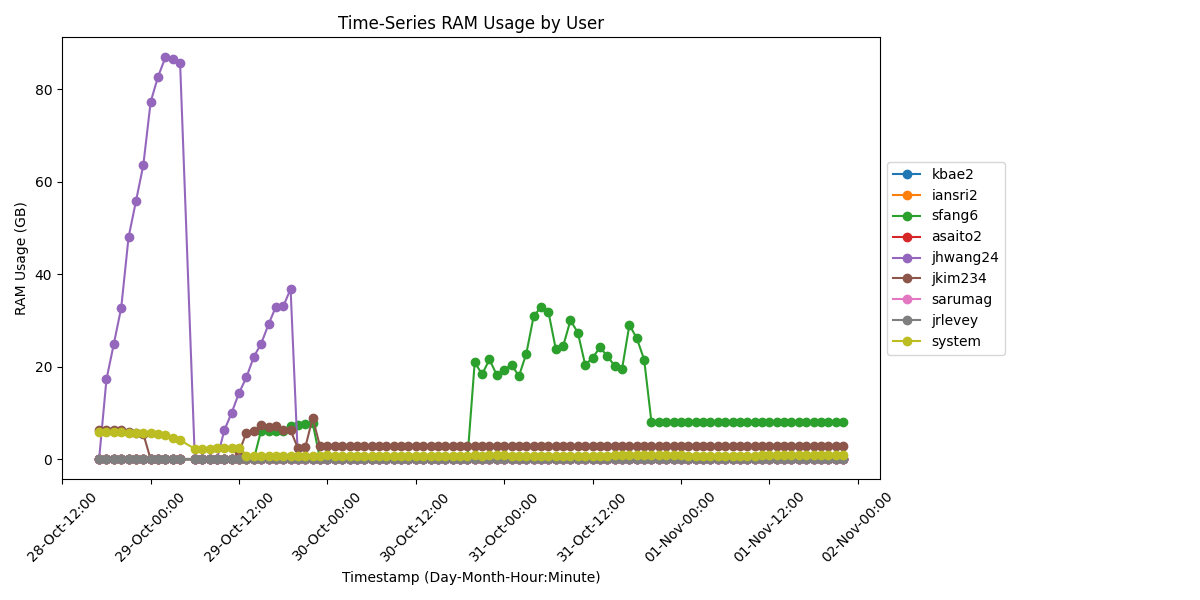 Time-Series RAM Usage by User
RAM Usage (GB)
80
60
40
20
0
28-Oct-12:00
29-Oct-00:00
29-Oct-12:00
30-Oct-00:00
30-Oct-12:00
31-Oct-00:00
31-Oct-12:00
01-Nov-00:00
01-Nov-12:00
02-Nov-00:00
Timestamp (Day-Month-Hour:Minute)
kbae2
iansri2
sfang6
asaito2
jhwang24
jkim234
sarumag
jrlevey
system